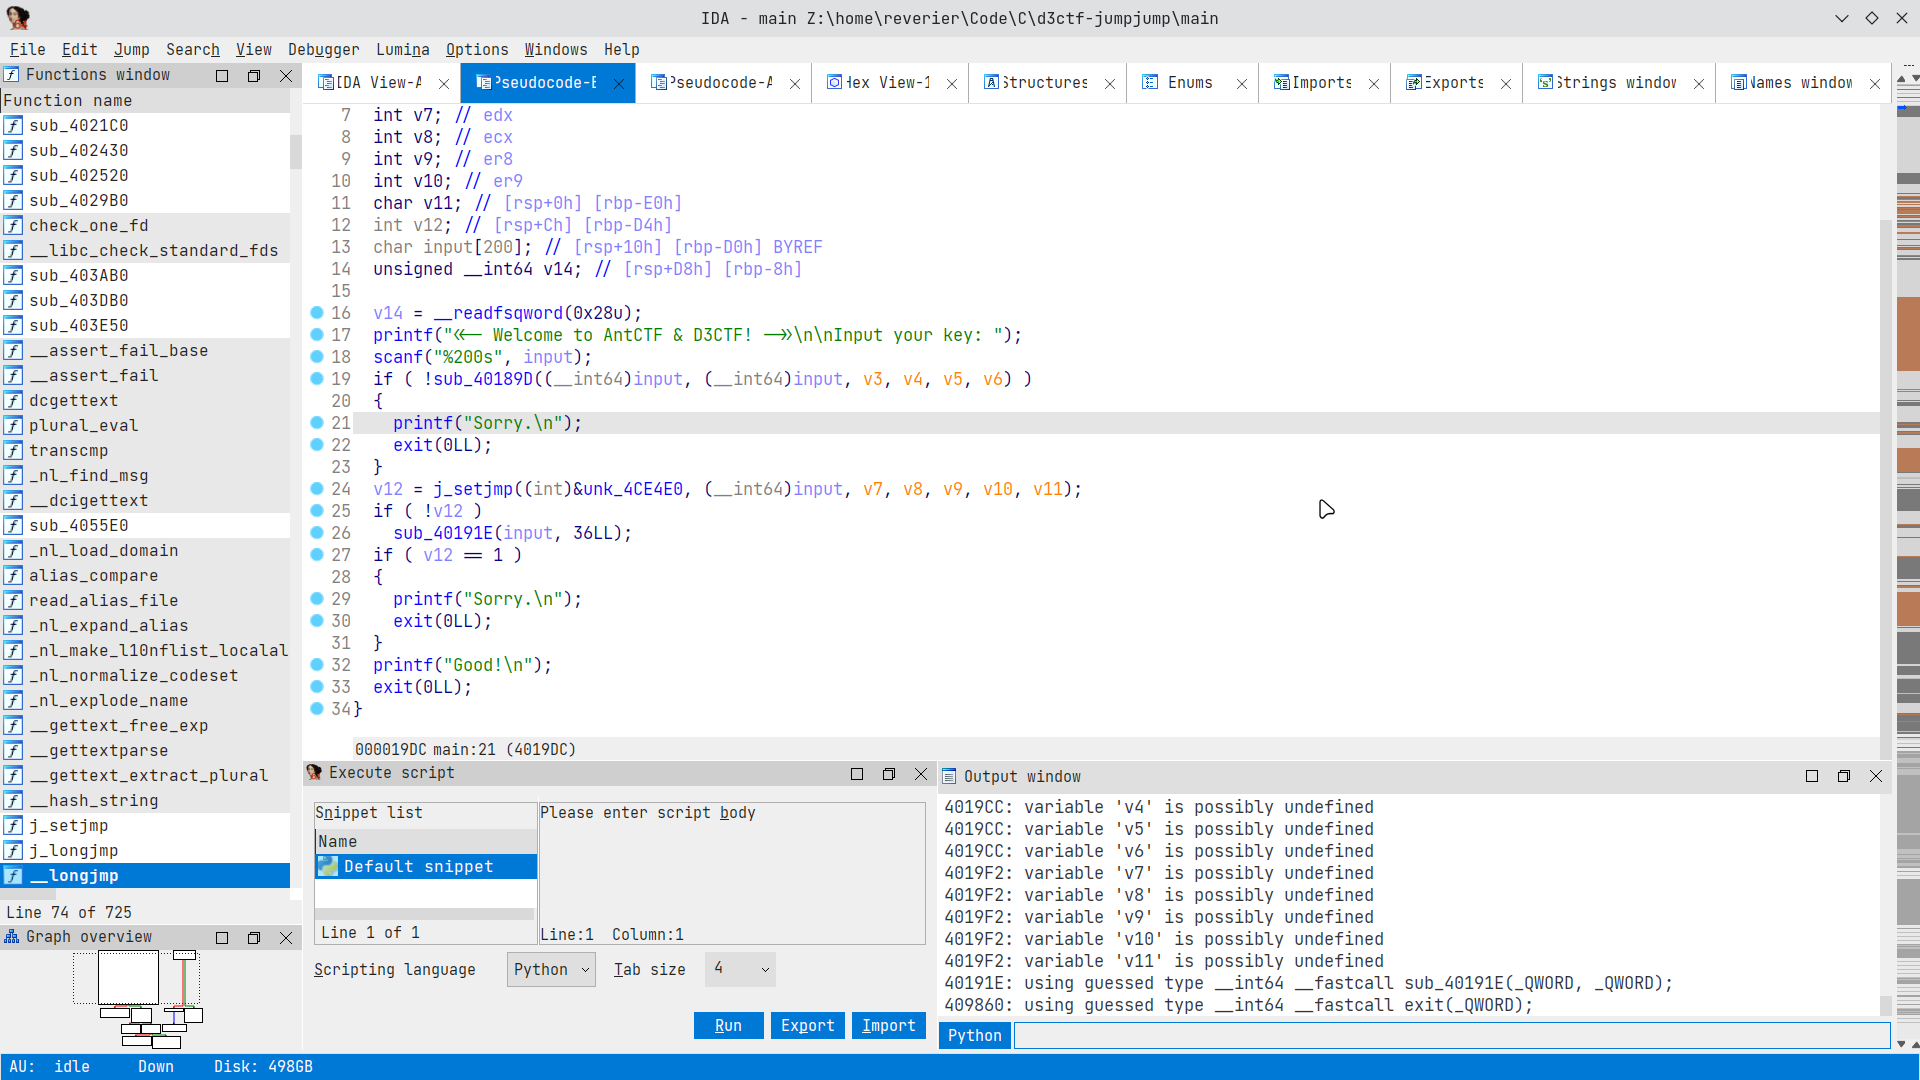 IDA - main Z:\home\reverier\Code\C\d3ctf-jumpjump\main
File Edit Jump Search View Debugger Lumina Options Windows Help
Functions window
Function name
sub_4021C0
sub_402430
sub_402520
sub_4029B0
check_one_fd
__libc_check_standard_fds
sub_403AB0
sub_403DB0
sub_403E50
__assert_fail_base
__assert_fail
dcgettext
plural_eval
transcmp
_nl_find_msg
__dcigettext
sub_4055E0
_nl_load_domain
alias_compare
read_alias_file
_nl_expand_alias
_nl_make_l10nflist_localal
_nl_normalize_codeset
_nl_explode_name
__gettext_free_exp
__gettextparse
__gettext_extract_plural
__hash_string
j_setjmp
j_longjmp
__longjmp
Line 74 of 725
Graph overview
IDA View-A Pseudocode-B Pseudocode-A Hex View-1 Structures Enums Imports Exports Strings window Names window
7 int v7; // edx
8 int v8; // ecx
9 int v9; // er8
10 int v10; // er9
11 char v11; // [rsp+0h] [rbp-E0h]
12 int v12; // [rsp+Ch] [rbp-D4h]
13 char input[200]; // [rsp+10h] [rbp-D0h] BYREF
14 unsigned __int64 v14; // [rsp+D8h] [rbp-8h]
15
16 v14 = __readfsqword(0x28u);
17 printf("<<-- Welcome to AntCTF & D3CTF! -->>\n\nInput your key: ");
18 scanf("%200s", input);
19 if ( !sub_40189D((__int64)input, (__int64)input, v3, v4, v5, v6) )
20 {
21 printf("Sorry.\n");
22 exit(0LL);
23 }
24 v12 = j_setjmp((int)&unk_4CE4E0, (__int64)input, v7, v8, v9, v10, v11);
25 if ( !v12 )
26 sub_40191E(input, 36LL);
27 if ( v12 == 1 )
28 {
29 printf("Sorry.\n");
30 exit(0LL);
31 }
32 printf("Good!\n");
33 exit(0LL);
34 }
000019DC main:21 (4019DC)
Execute script
Snippet list
Name
Default snippet
Line 1 of 1
Please enter script body
Line:1 Column:1
Scripting language Python Tab size 4
Run Export Import
Output window
4019CC: variable 'v4' is possibly undefined
4019CC: variable 'v5' is possibly undefined
4019CC: variable 'v6' is possibly undefined
4019F2: variable 'v7' is possibly undefined
4019F2: variable 'v8' is possibly undefined
4019F2: variable 'v9' is possibly undefined
4019F2: variable 'v10' is possibly undefined
4019F2: variable 'v11' is possibly undefined
40191E: using guessed type __int64 __fastcall sub_40191E(_QWORD, _QWORD);
409860: using guessed type __int64 __fastcall exit(_QWORD);
Python
AU: idle Down Disk: 498GB